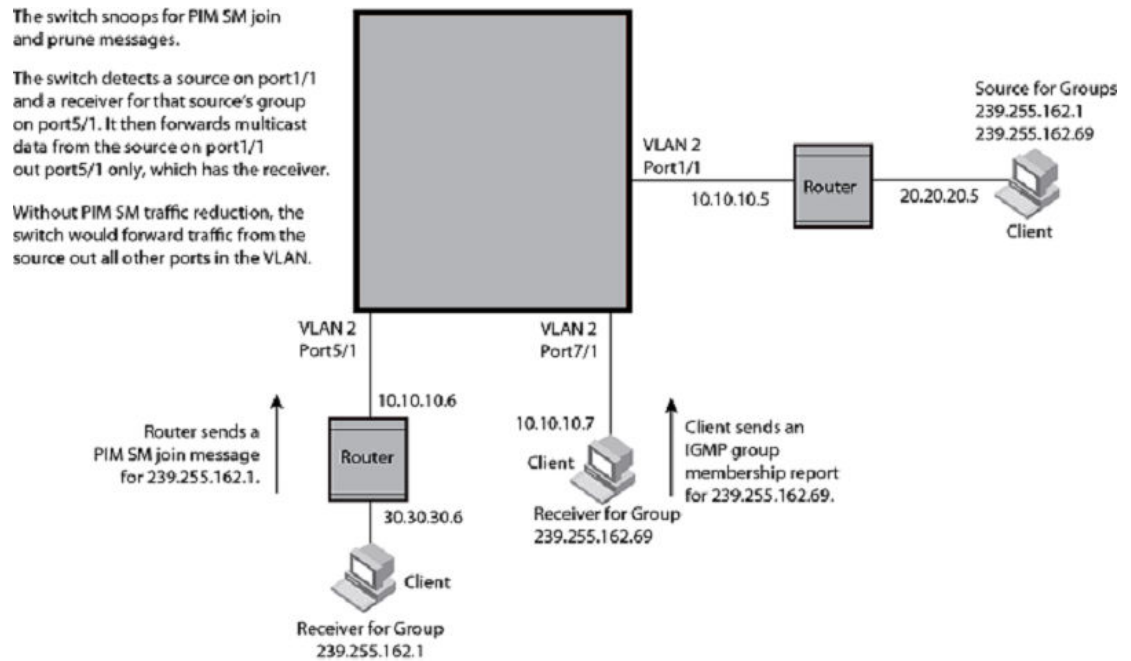 The switch snoops for PIM SM join
and prune messages.
The switch detects a source on port1/1
and a receiver for that source's group
on port5/1. It then forwards multicast
data from the source on port1/1
out port5/1 only, which has the receiver.
Without PIM SM traffic reduction, the
switch would forward traffic from the
source out all other ports in the VLAN.
VLAN 2
Port1/1
10.10.10.5
Router
20.20.20.5
Source for Groups
239.255.162.1
239.255.162.69
Client
VLAN 2
Port5/1
10.10.10.6
Router sends a
PIM SM join message
for 239.255.162.1.
Router
30.30.30.6
Client
Receiver for Group
239.255.162.1
VLAN 2
Port7/1
10.10.10.7
Client
Receiver for Group
239.255.162.69
Client sends an
IGMP group
membership report
for 239.255.162.69.